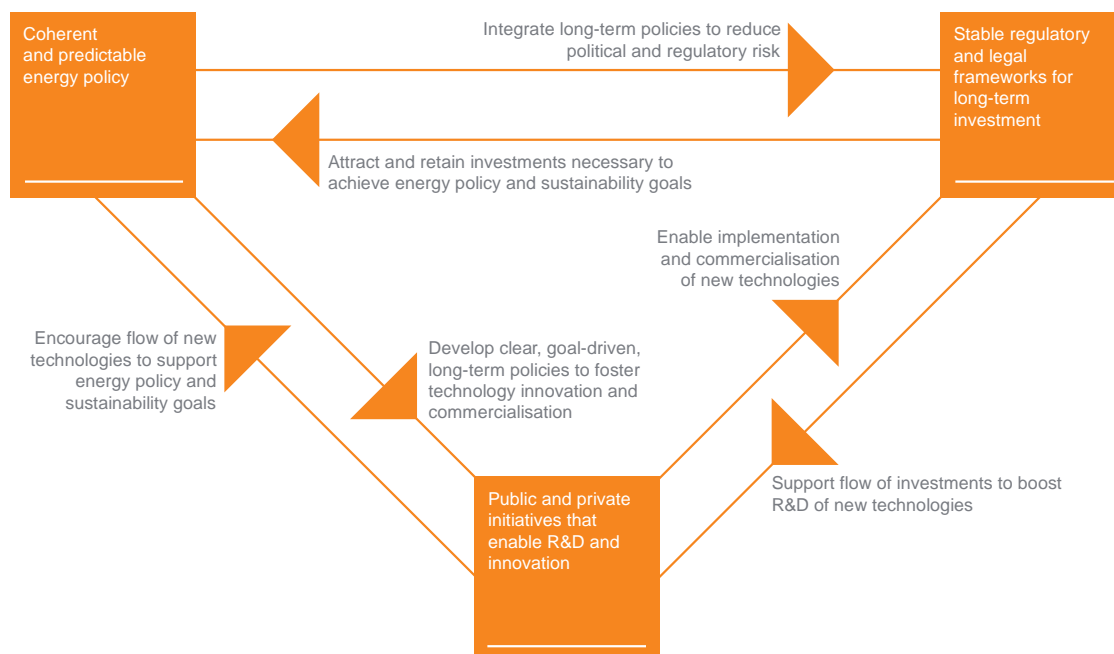 Coherent
and predictable
energy policy
Integrate long-term policies to reduce
political and regulatory risk
Stable regulatory
and legal
frameworks for
long-term
investment
Attract and retain investments necessary to
achieve energy policy and sustainability goals
Enable implementation
and commercialisation
of new technologies
Encourage flow of new
technologies to support
energy policy and
sustainability goals
Develop clear, goal-driven,
long-term policies to foster
technology innovation and
commercialisation
Support flow of investments to boost
R&D of new technologies
Public and private
initiatives that
enable R&D and
innovation